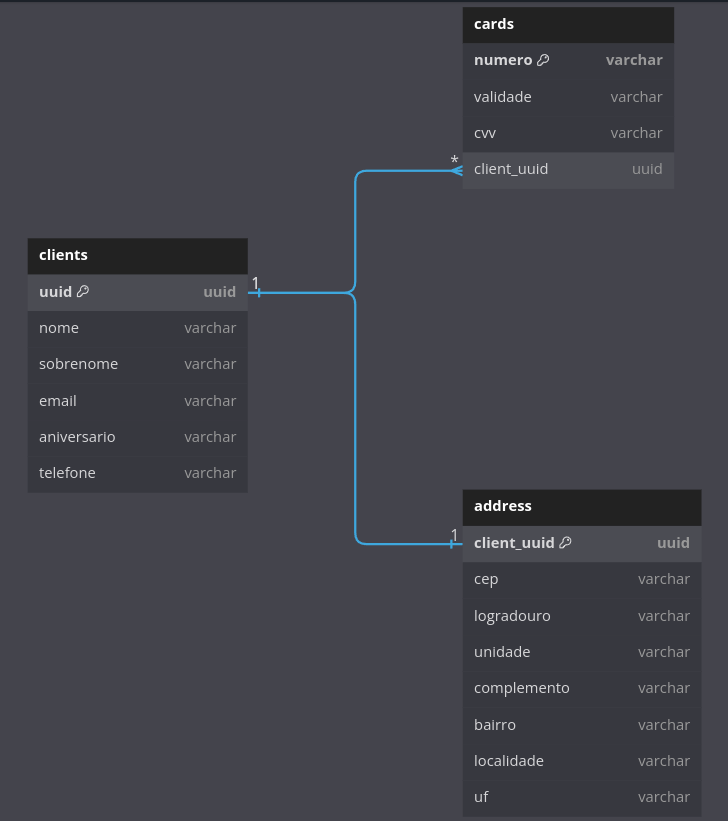 cards
numero varchar
validade varchar
cvv varchar
client_uuid uuid
*
clients
uuid uuid
1
nome varchar
sobrenome varchar
email varchar
aniversario varchar
telefone varchar
address
1
client_uuid uuid
cep varchar
logradouro varchar
unidade varchar
complemento varchar
bairro varchar
localidade varchar
uf varchar